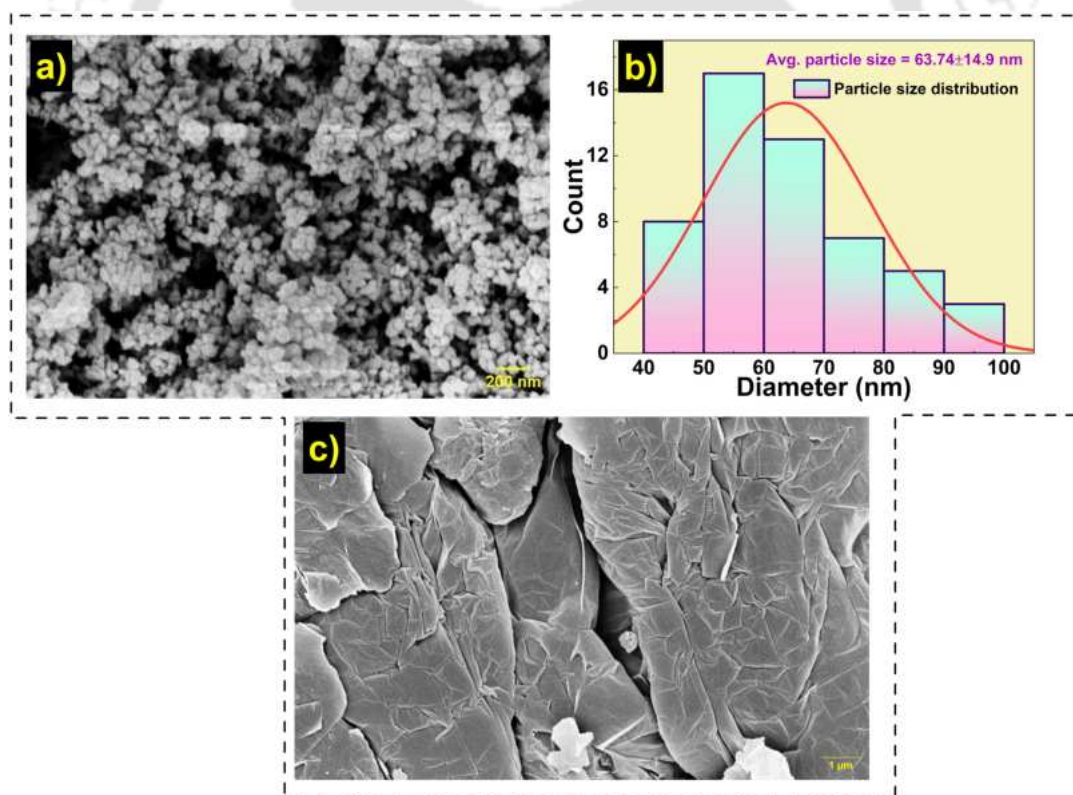 a)
200 nm
b)
Avg. particle size = 63.74±14.9 nm
Particle size distribution
16
12
8
4
0
Count
40 50 60 70 80 90 100
Diameter (nm)
c)
1 µm